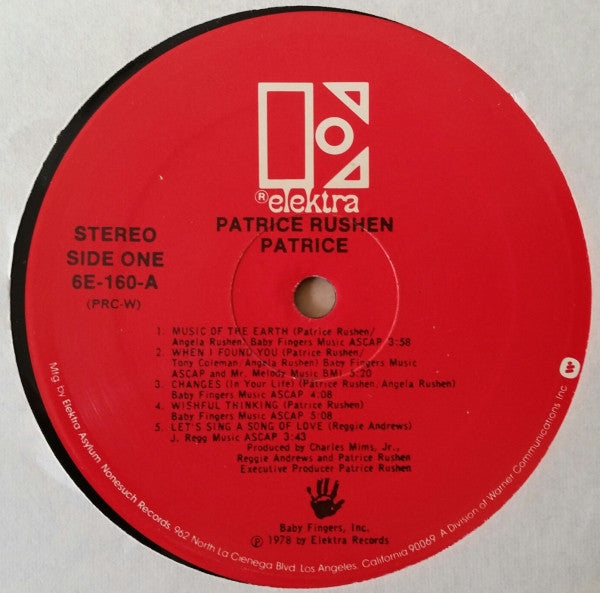 ® elektra
PATRICE RUSHEN
PATRICE
STEREO
SIDE ONE
6E-160-A
(PRC-W)
1. MUSIC OF THE EARTH (Patrice Rushen/
Angela Rushen) Baby Fingers Music ASCAP 3:58
2. WHEN I FOUND YOU (Patrice Rushen/
Tony Coleman/Angela Rushen) Baby Fingers Music
ASCAP and Mr. Melody Music BMI 5:20
3. CHANGES (In Your Life) (Patrice Rushen, Angela Rushen)
Baby Fingers Music ASCAP 4:08
4. WISHFUL THINKING (Patrice Rushen)
Baby Fingers Music ASCAP 5:08
5. LET'S SING A SONG OF LOVE (Reggie Andrews)
J. Regg Music ASCAP 3:43
Produced by Charles Mims, Jr.,
Reggie Andrews and Patrice Rushen
Executive Producer Patrice Rushen
Baby Fingers, Inc.
℗ 1978 by Elektra Records
Mfg. by Elektra Asylum Nonesuch Records, 962 North La Cienega Blvd. Los Angeles, California 90069 A Division of Warner Communications Inc.